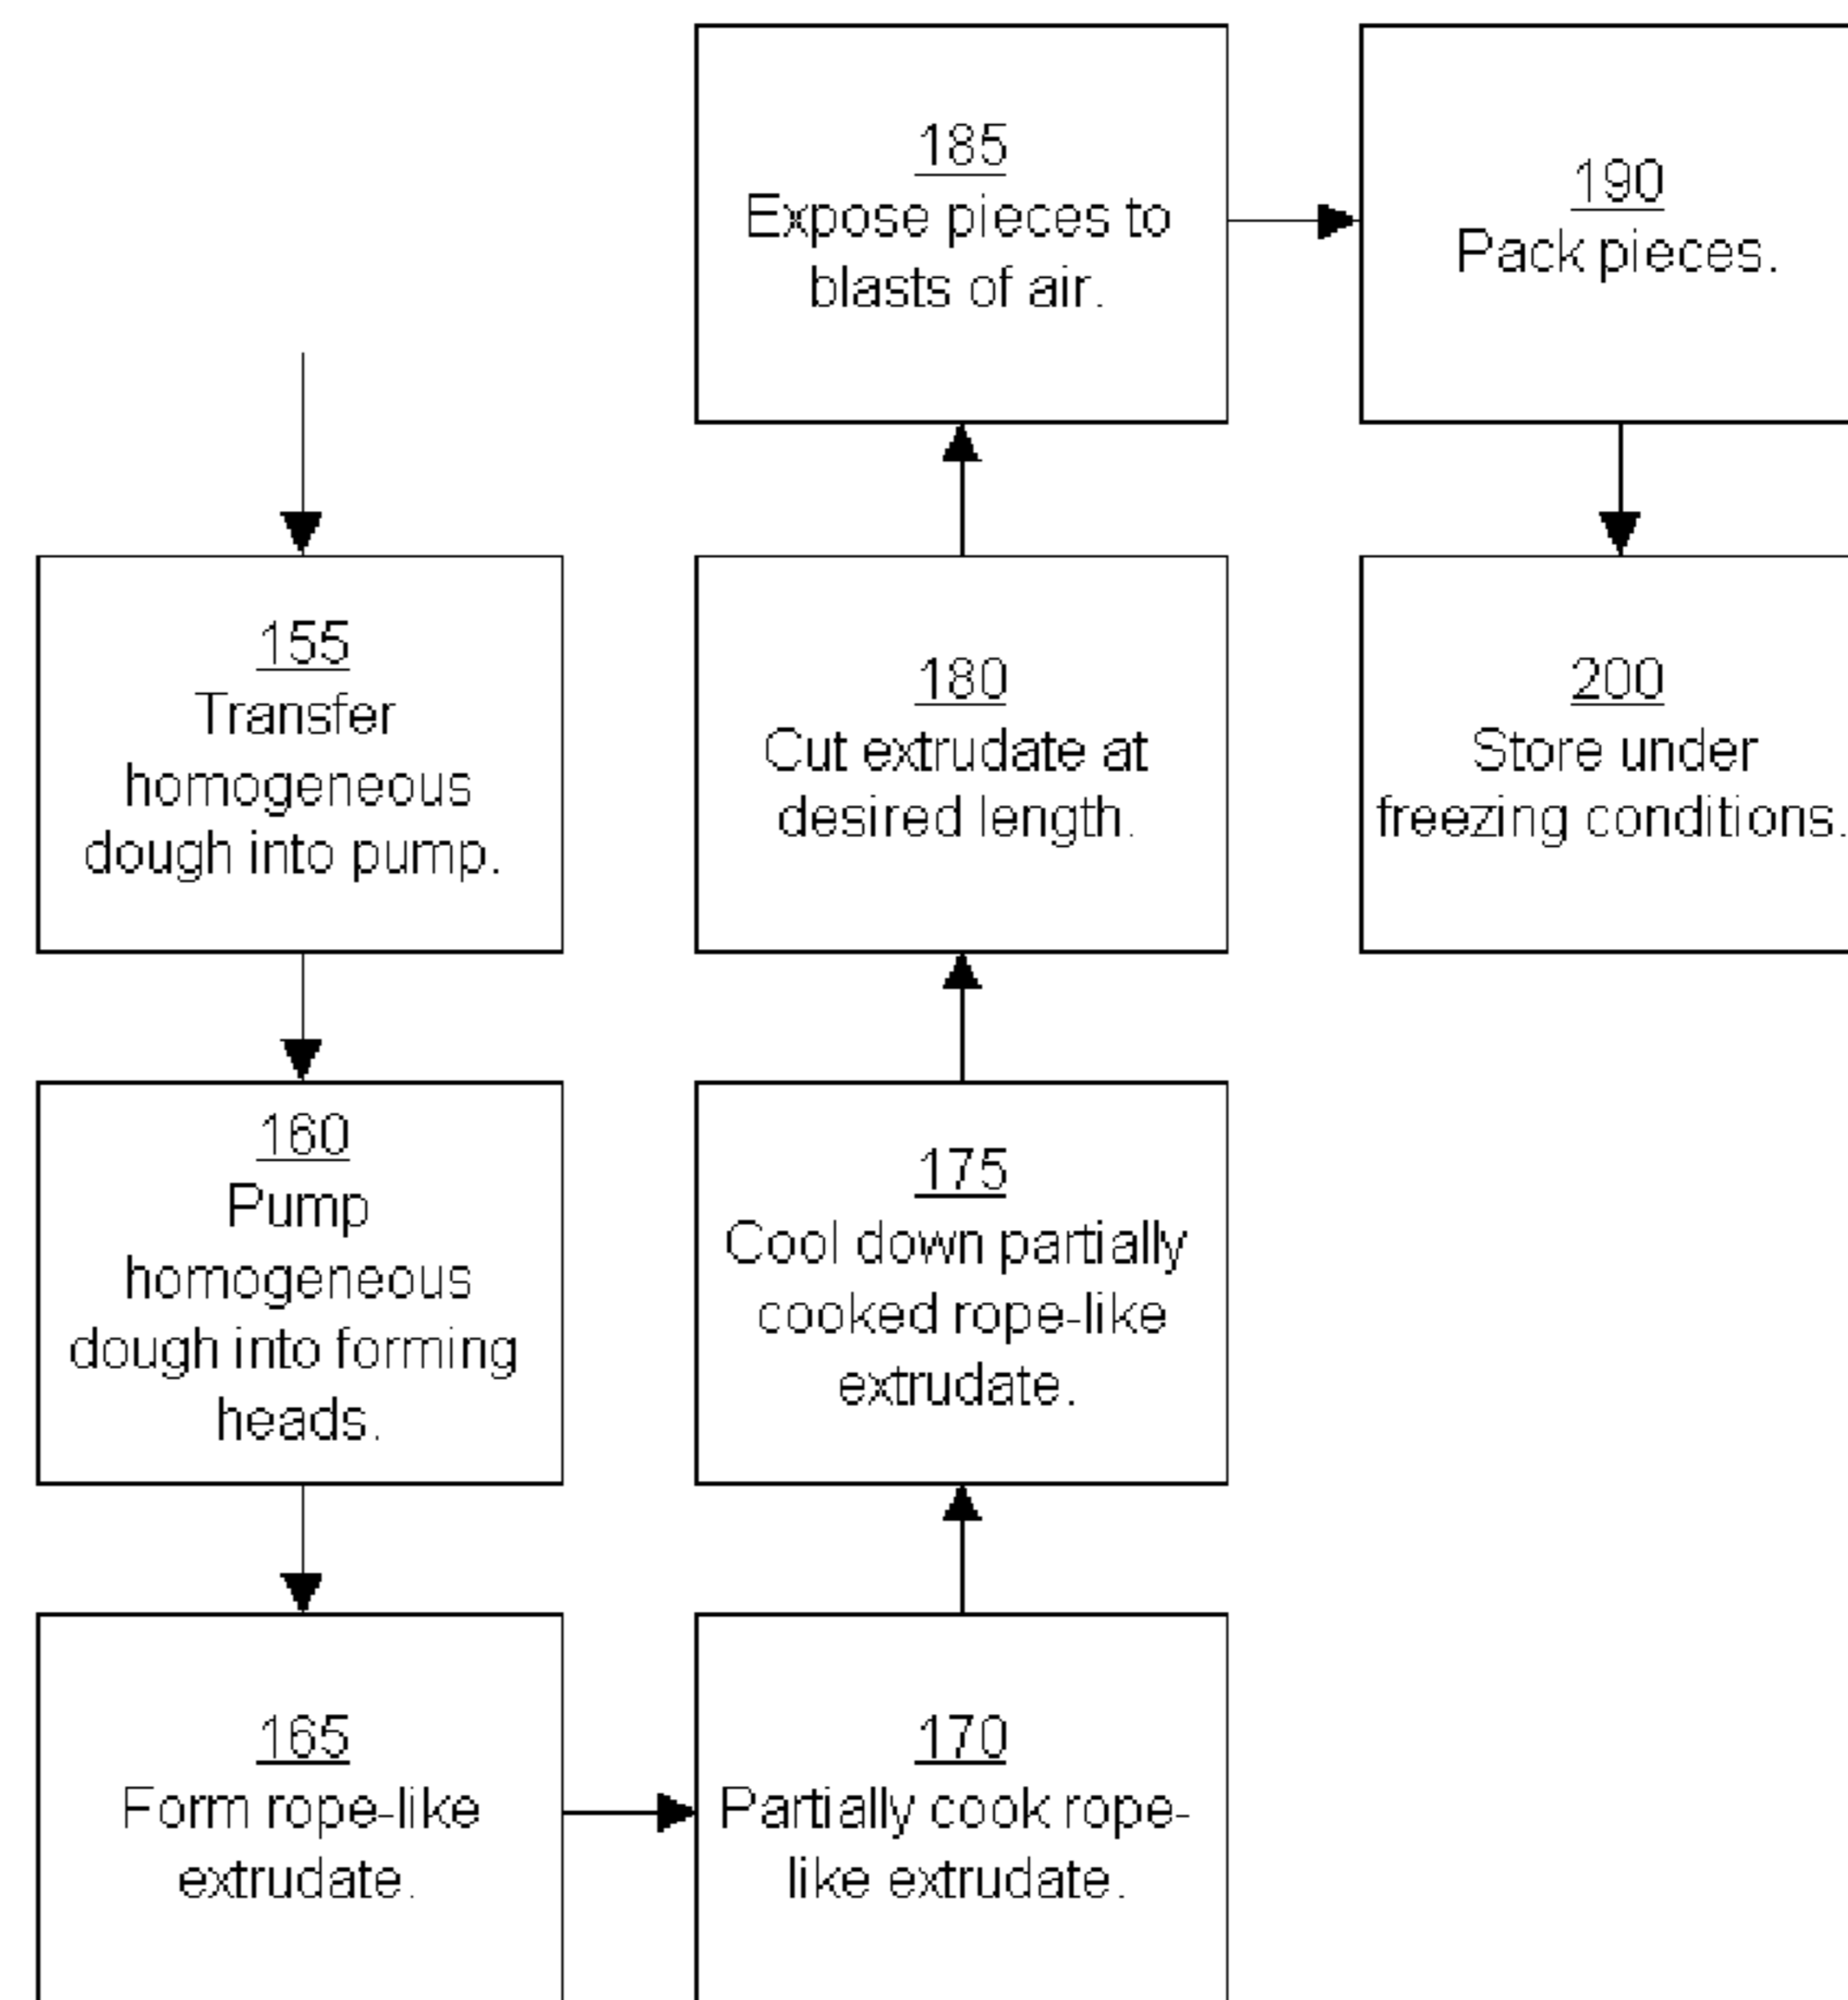 155
Transfer
homogeneous
dough into pump.
160
Pump
homogeneous
dough into forming
heads.
165
Form rope-like
extrudate.
170
Partially cook rope-
like extrudate.
175
Cool down partially
cooked rope-like
extrudate.
180
Cut extrudate at
desired length.
185
Expose pieces to
blasts of air.
190
Pack pieces.
200
Store under
freezing conditions.